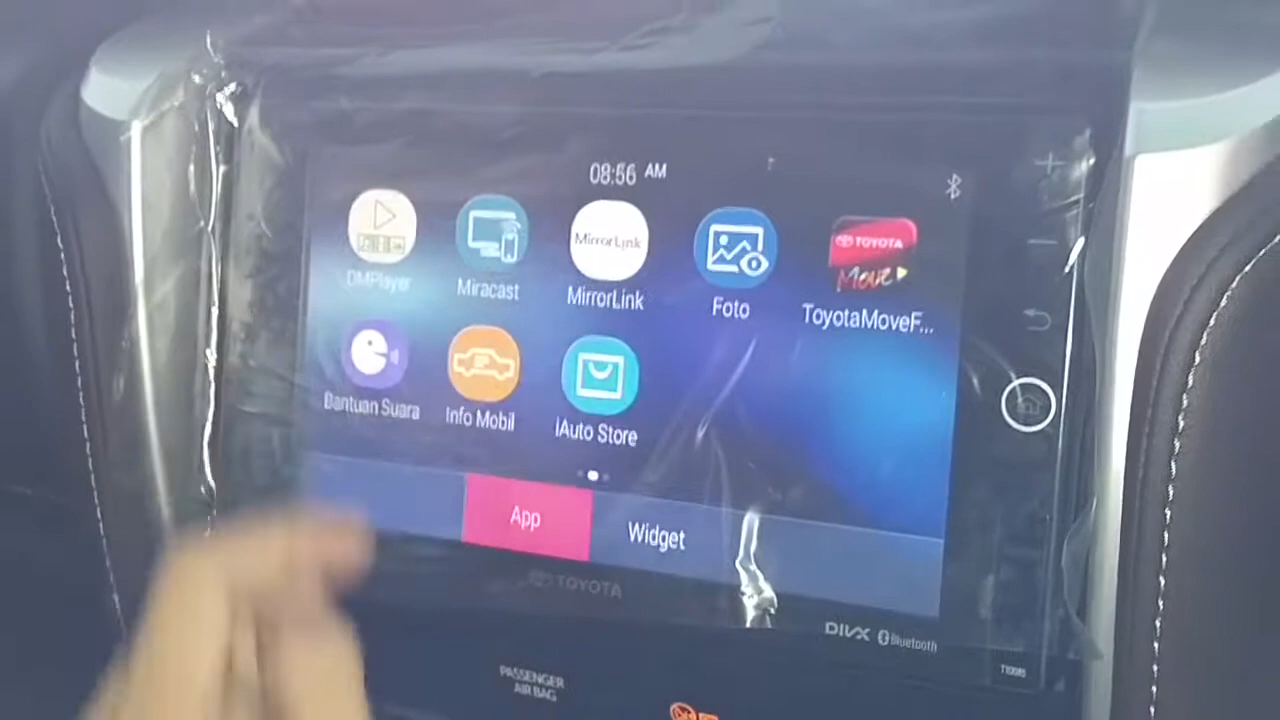 08:56 AM
MirrorLink
TOYOTA
Move
DMPlayer
Miracast
MirrorLink
Foto
ToyotaMoveF...
Bantuan Suara
Info Mobil
iAuto Store
App
Widget
TOYOTA
DIVX Bluetooth
PASSENGER
AIR BAG